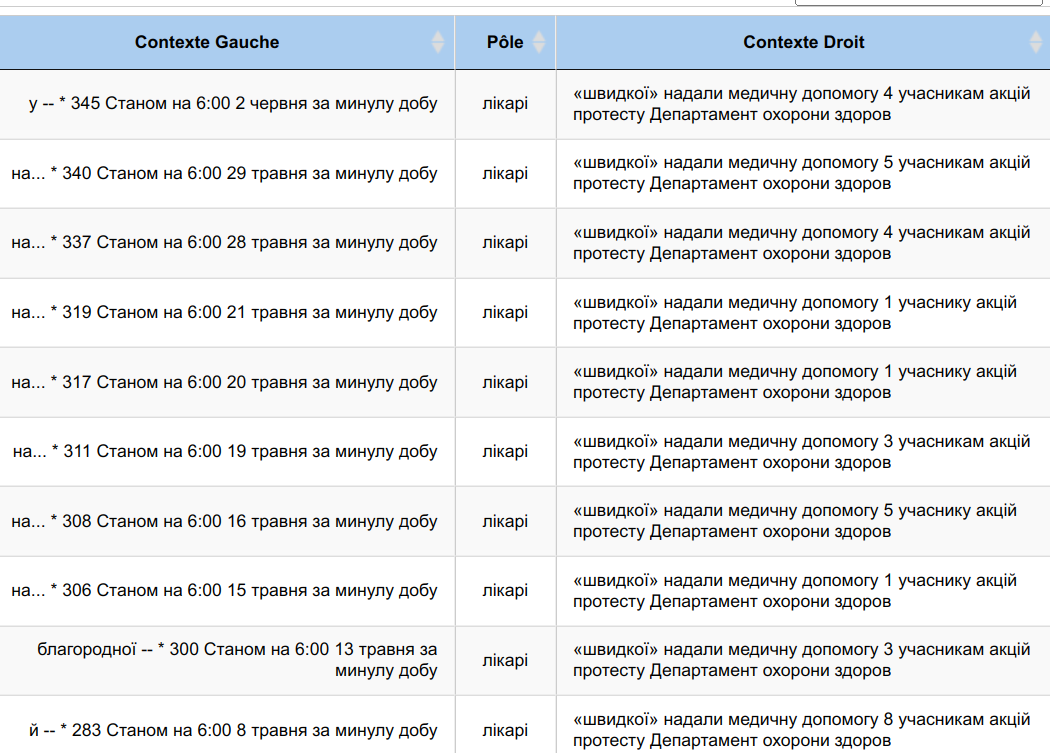 Contexte Gauche Pôle Contexte Droit
у -- * 345 Станом на 6:00 2 червня за минулу добу лікарі «швидкої» надали медичну допомогу 4 учасникам акцій
протесту Департамент охорони здоров
на... * 340 Станом на 6:00 29 травня за минулу добу лікарі «швидкої» надали медичну допомогу 5 учасникам акцій
протесту Департамент охорони здоров
на... * 337 Станом на 6:00 28 травня за минулу добу лікарі «швидкої» надали медичну допомогу 4 учасникам акцій
протесту Департамент охорони здоров
на... * 319 Станом на 6:00 21 травня за минулу добу лікарі «швидкої» надали медичну допомогу 1 учаснику акцій
протесту Департамент охорони здоров
на... * 317 Станом на 6:00 20 травня за минулу добу лікарі «швидкої» надали медичну допомогу 1 учаснику акцій
протесту Департамент охорони здоров
на... * 311 Станом на 6:00 19 травня за минулу добу лікарі «швидкої» надали медичну допомогу 3 учасникам акцій
протесту Департамент охорони здоров
на... * 308 Станом на 6:00 16 травня за минулу добу лікарі «швидкої» надали медичну допомогу 5 учаснику акцій
протесту Департамент охорони здоров
на... * 306 Станом на 6:00 15 травня за минулу добу лікарі «швидкої» надали медичну допомогу 1 учаснику акцій
протесту Департамент охорони здоров
благородної -- * 300 Станом на 6:00 13 травня за
минулу добу лікарі «швидкої» надали медичну допомогу 3 учасникам акцій
протесту Департамент охорони здоров
й -- * 283 Станом на 6:00 8 травня за минулу добу лікарі «швидкої» надали медичну допомогу 8 учасникам акцій
протесту Департамент охорони здоров